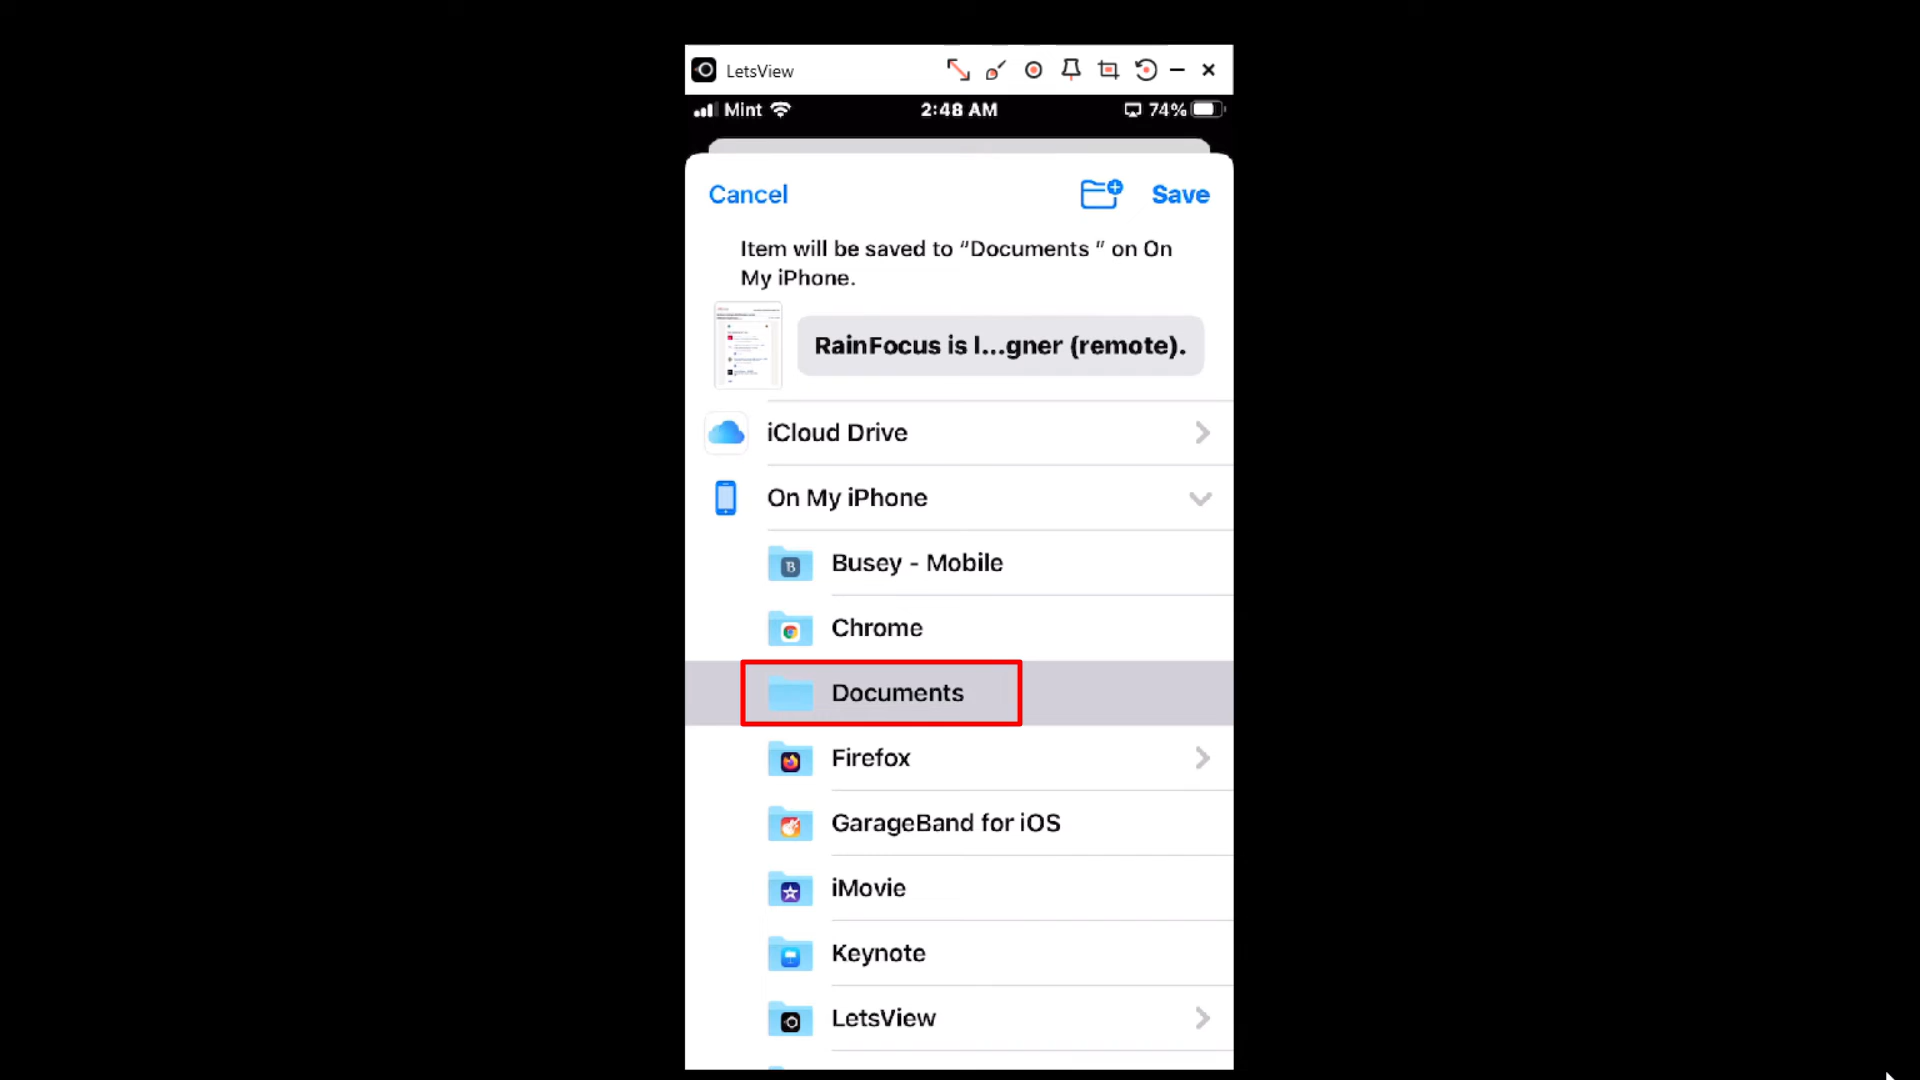 LetsView
Mint 2:48 AM 74%
Cancel Save
Item will be saved to “Documents ” on On
My iPhone.
RainFocus is l...gner (remote).
iCloud Drive
On My iPhone
Busey - Mobile
Chrome
Documents
Firefox
GarageBand for iOS
iMovie
Keynote
LetsView